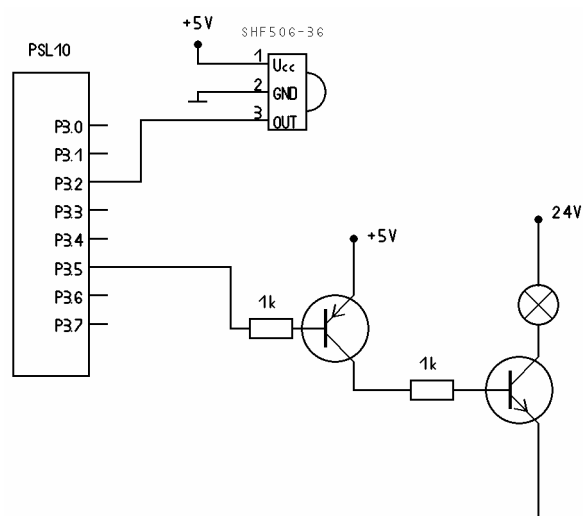 +5V
SHF506-36
PSL10
1
Ucc
2
GND
3
OUT
P3.0
P3.1
P3.2
P3.3
P3.4
P3.5
P3.6
P3.7
+5V
24V
1k
1k